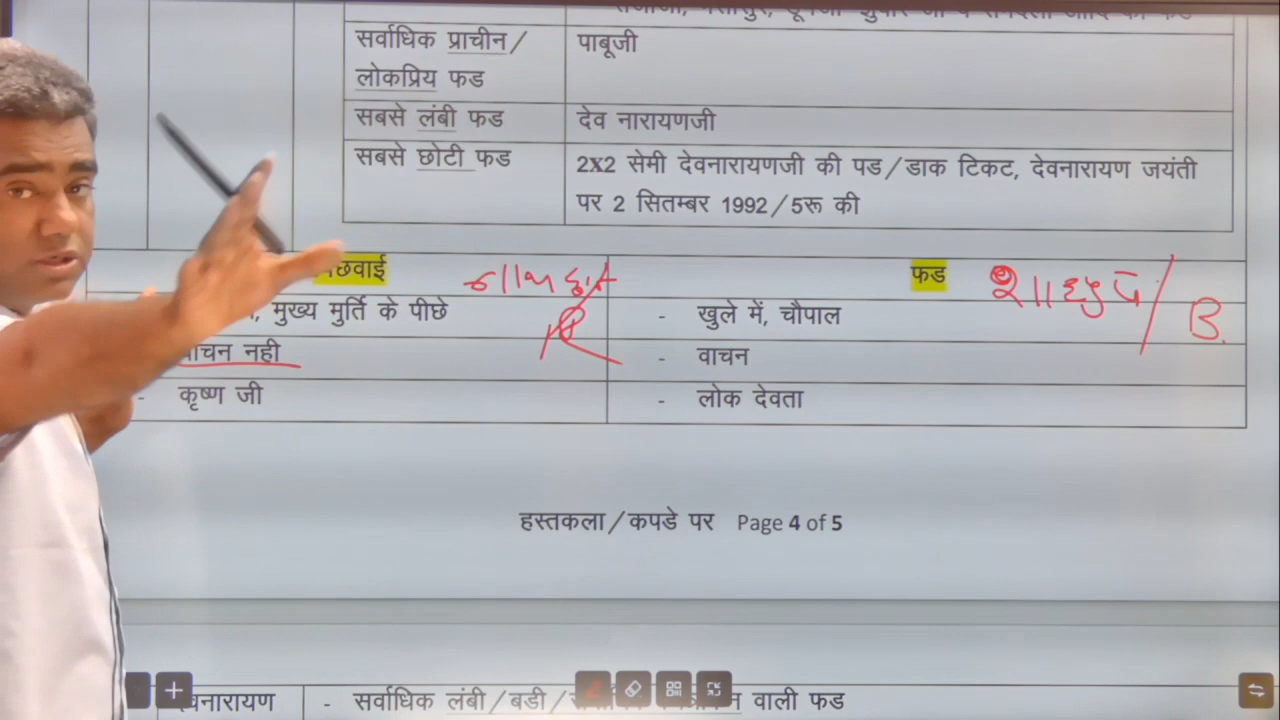 सर्वाधिक प्राचीन/ पाबूजी
लोकप्रिय फड
सबसे लंबी फड देव नारायणजी
सबसे छोटी फड 2x2 सेमी देवनारायणजी की पड/डाक टिकट, देवनारायण जयंती
पर 2 सितम्बर 1992/5रू की
छवाई फड
मुख्य मुर्ति के पीछे - खुले में, चौपाल
वाचन नही - वाचन
- कृष्ण जी - लोक देवता
हस्तकला/कपडे पर Page 4 of 5
वनारायण - सर्वाधिक लंबी/बडी/ वाली फड